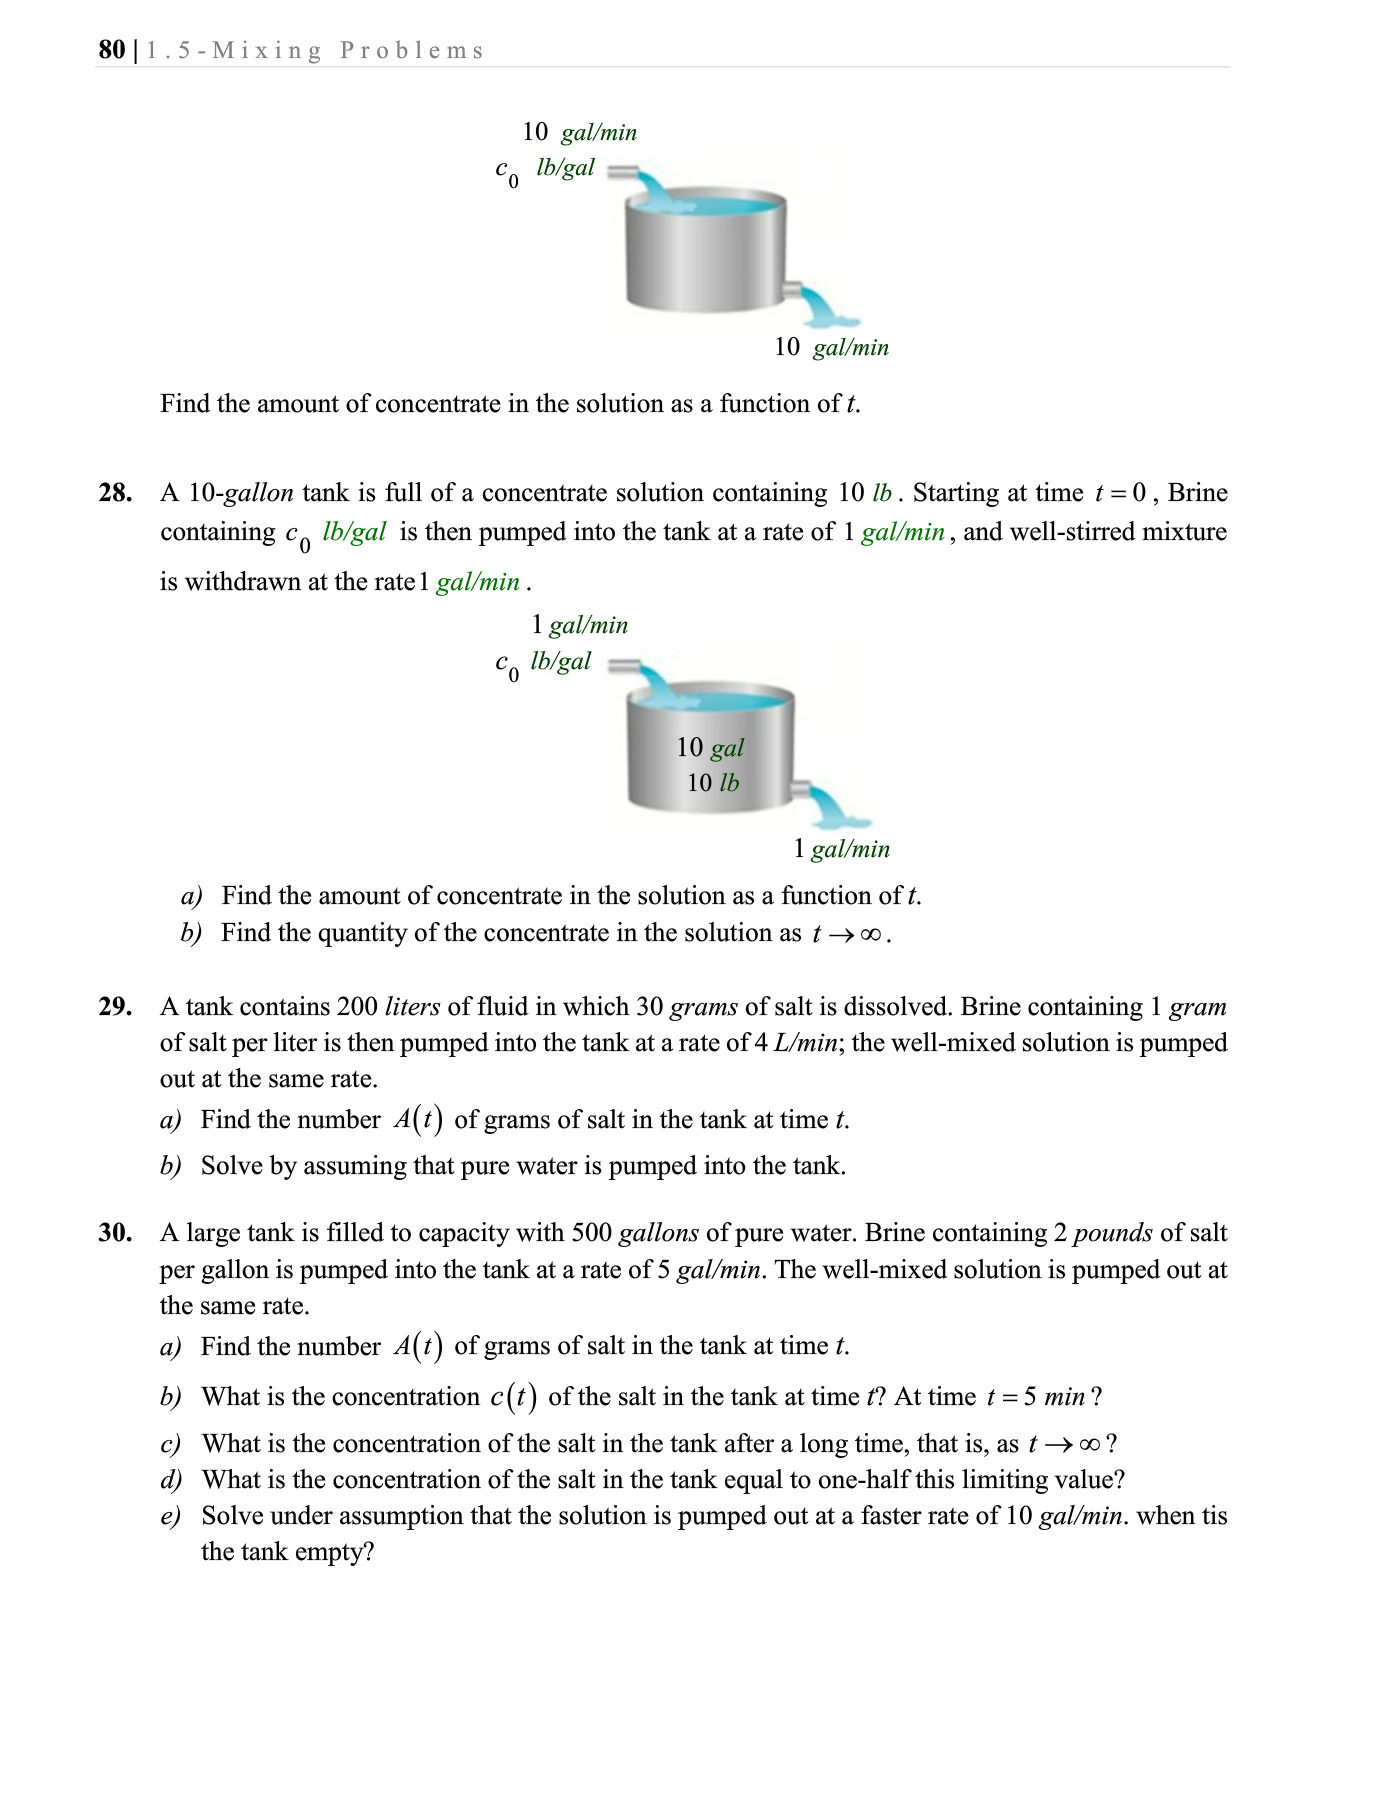 80 | 1.5-Mixing Problems
10 gal/min
c₀ lb/gal
10 gal/min
Find the amount of concentrate in the solution as a function of t.
28. A 10-gallon tank is full of a concentrate solution containing 10 lb. Starting at time t = 0, Brine
containing c₀ lb/gal is then pumped into the tank at a rate of 1 gal/min, and well-stirred mixture
is withdrawn at the rate 1 gal/min.
1 gal/min
c₀ lb/gal
10 gal
10 lb
1 gal/min
a) Find the amount of concentrate in the solution as a function of t.
b) Find the quantity of the concentrate in the solution as t → ∞.
29. A tank contains 200 liters of fluid in which 30 grams of salt is dissolved. Brine containing 1 gram
of salt per liter is then pumped into the tank at a rate of 4 L/min; the well-mixed solution is pumped
out at the same rate.
a) Find the number A(t) of grams of salt in the tank at time t.
b) Solve by assuming that pure water is pumped into the tank.
30. A large tank is filled to capacity with 500 gallons of pure water. Brine containing 2 pounds of salt
per gallon is pumped into the tank at a rate of 5 gal/min. The well-mixed solution is pumped out at
the same rate.
a) Find the number A(t) of grams of salt in the tank at time t.
b) What is the concentration c(t) of the salt in the tank at time t? At time t = 5 min?
c) What is the concentration of the salt in the tank after a long time, that is, as t → ∞?
d) What is the concentration of the salt in the tank equal to one-half this limiting value?
e) Solve under assumption that the solution is pumped out at a faster rate of 10 gal/min. when tis
the tank empty?